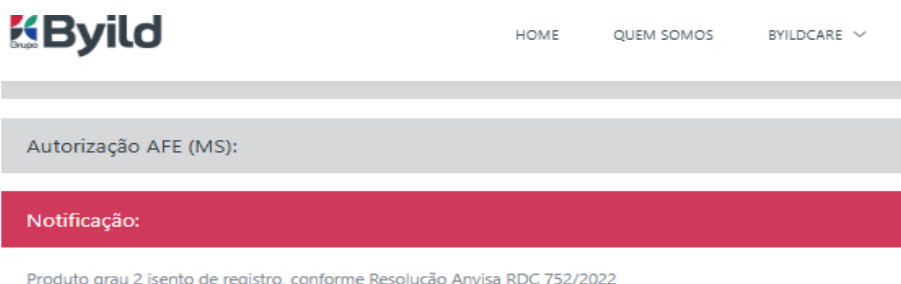 Grupo Byild
HOME QUEM SOMOS BYILDCARE
Autorização AFE (MS):
Notificação:
Produto grau 2 isento de registro, conforme Resolução Anvisa RDC 752/2022